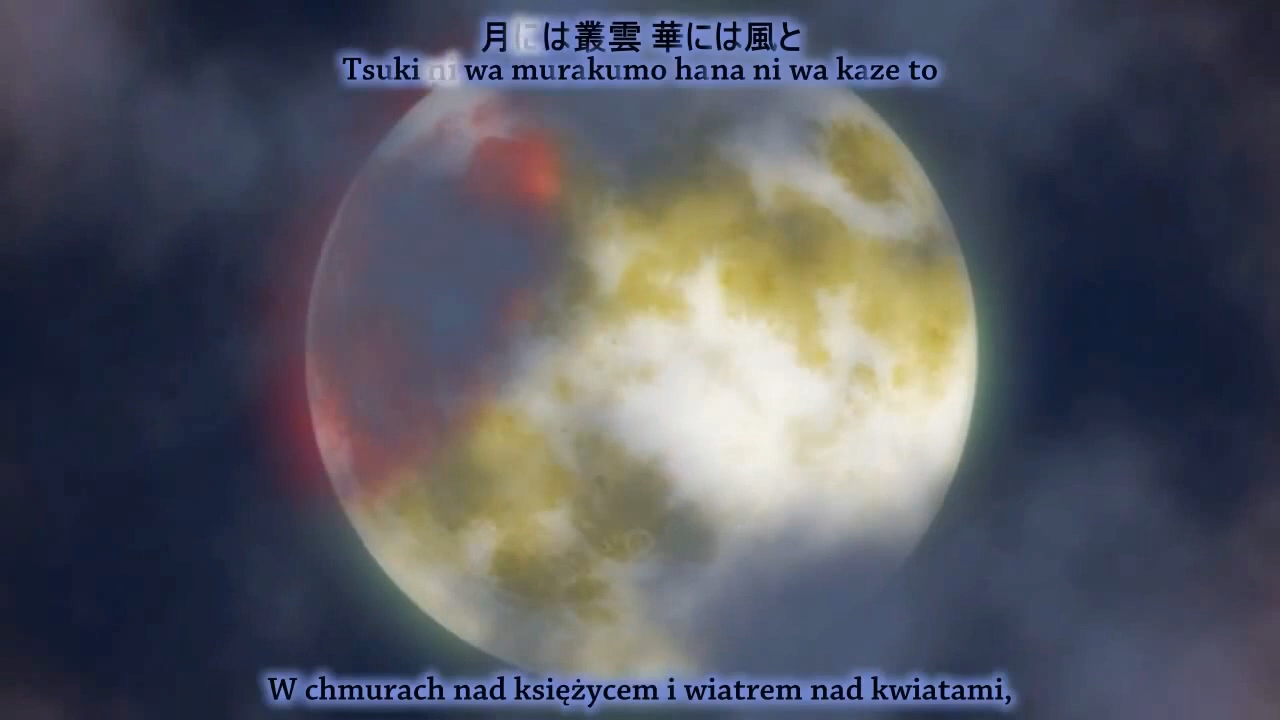 月には叢雲 華には風と
Tsuki ni wa murakumo hana ni wa kaze to
W chmurach nad księżycem i wiatrem nad kwiatami,